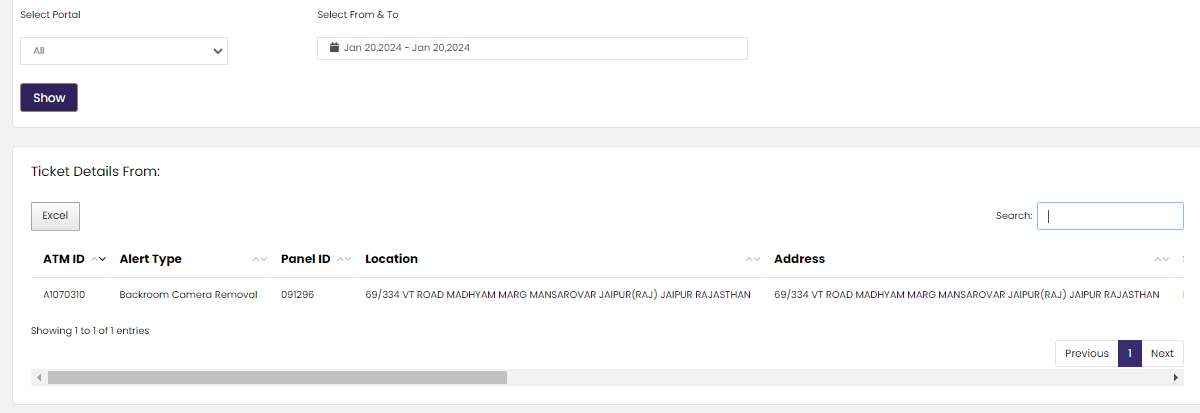 Select Portal
Select From & To
All
Jan 20,2024 - Jan 20,2024
Show
Ticket Details From:
Excel
Search:
ATM ID Alert Type Panel ID Location Address
A1070310 Backroom Camera Removal 091296 69/334 VT ROAD MADHYAM MARG MANSAROVAR JAIPUR(RAJ) JAIPUR RAJASTHAN 69/334 VT ROAD MADHYAM MARG MANSAROVAR JAIPUR(RAJ) JAIPUR RAJASTHAN
Showing 1 to 1 of 1 entries
Previous 1 Next